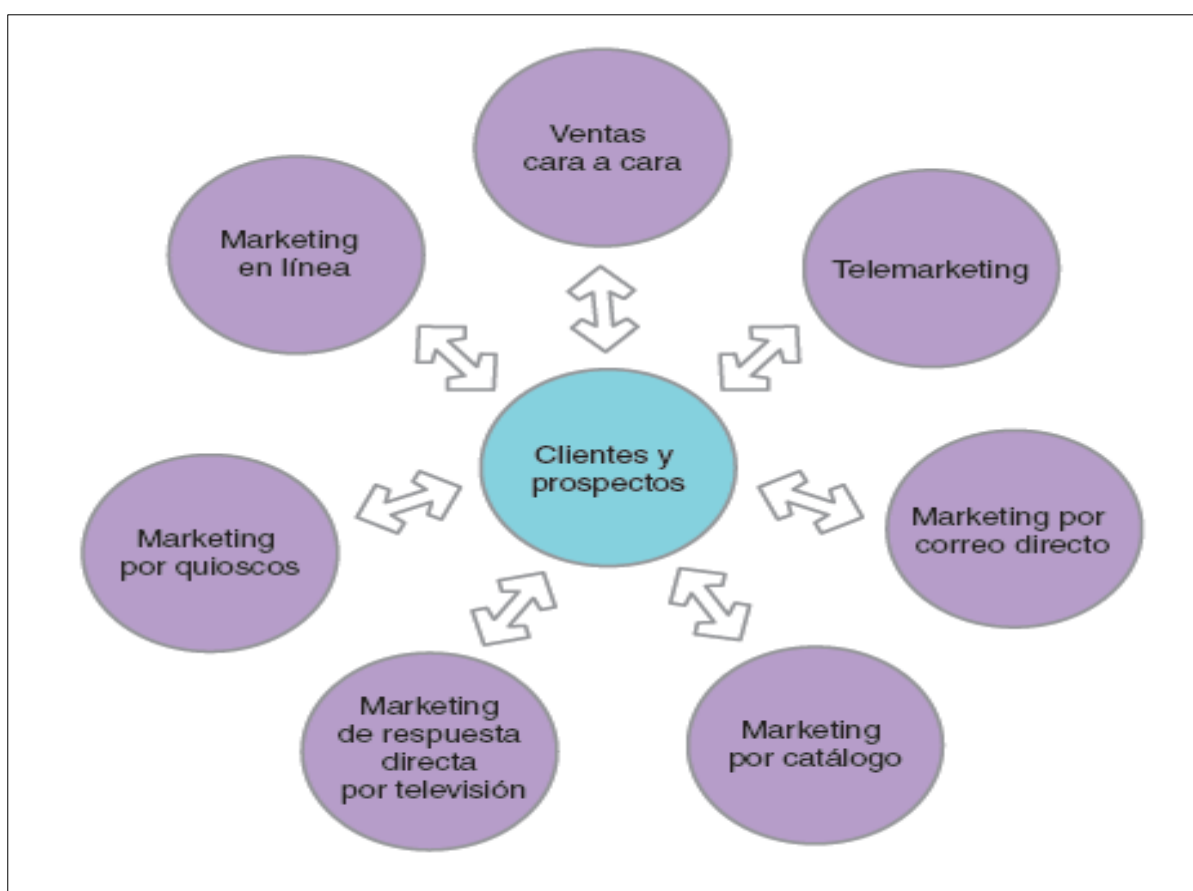 Ventas
cara a cara
Marketing
en línea
Telemarketing
Clientes y
prospectos
Marketing por
correo directo
Marketing
por quioscos
Marketing
de respuesta
directa
por televisión
Marketing
por catálogo